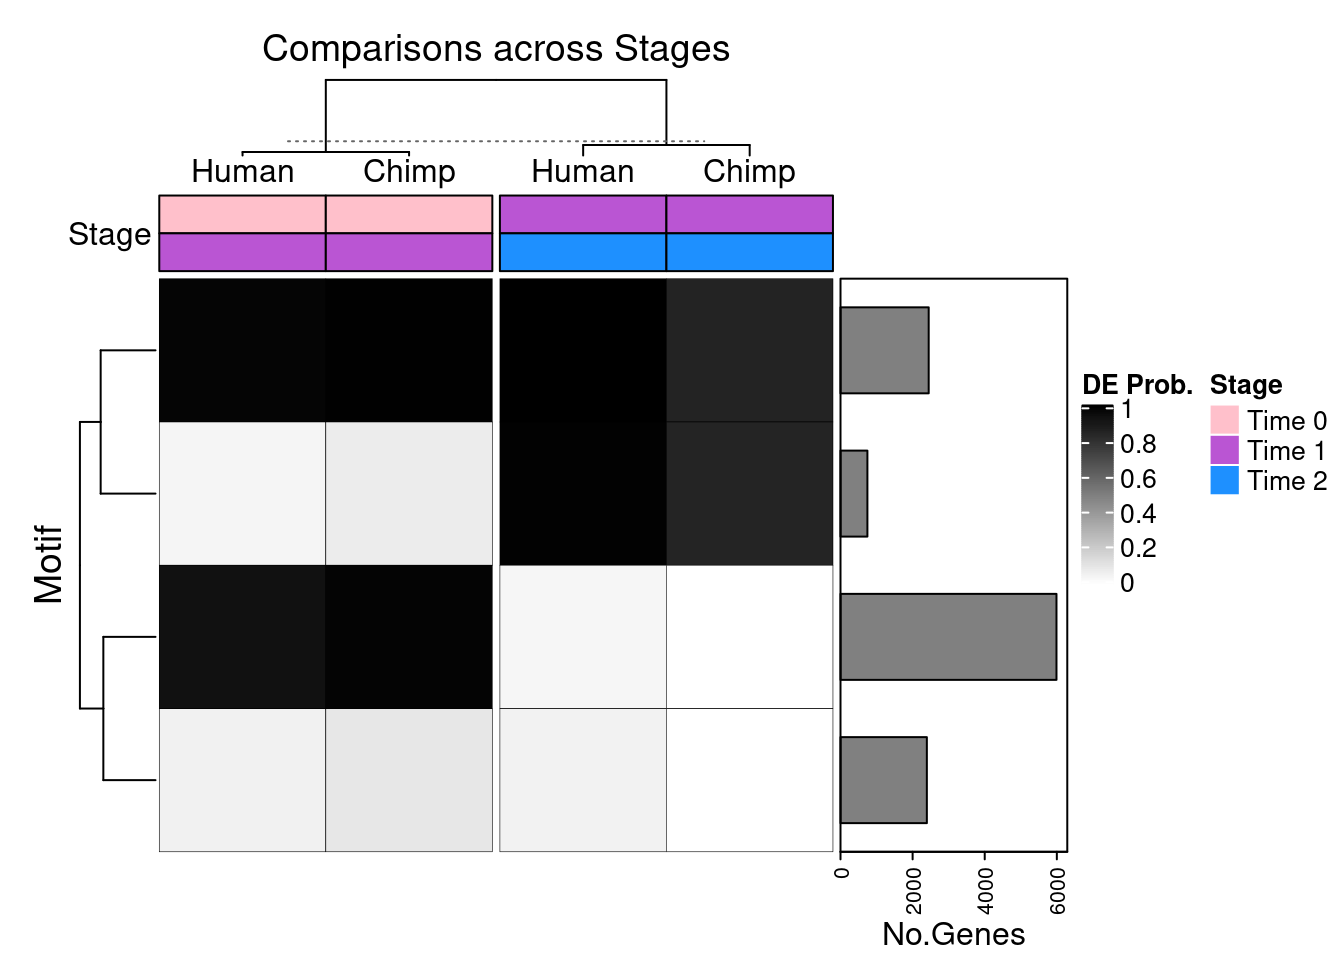 Comparisons across Stages
Human Chimp Human Chimp
Stage
Motif
DE Prob.
1
0.8
0.6
0.4
0.2
0
Stage
Time 0
Time 1
Time 2
0 2000 4000 6000
No.Genes